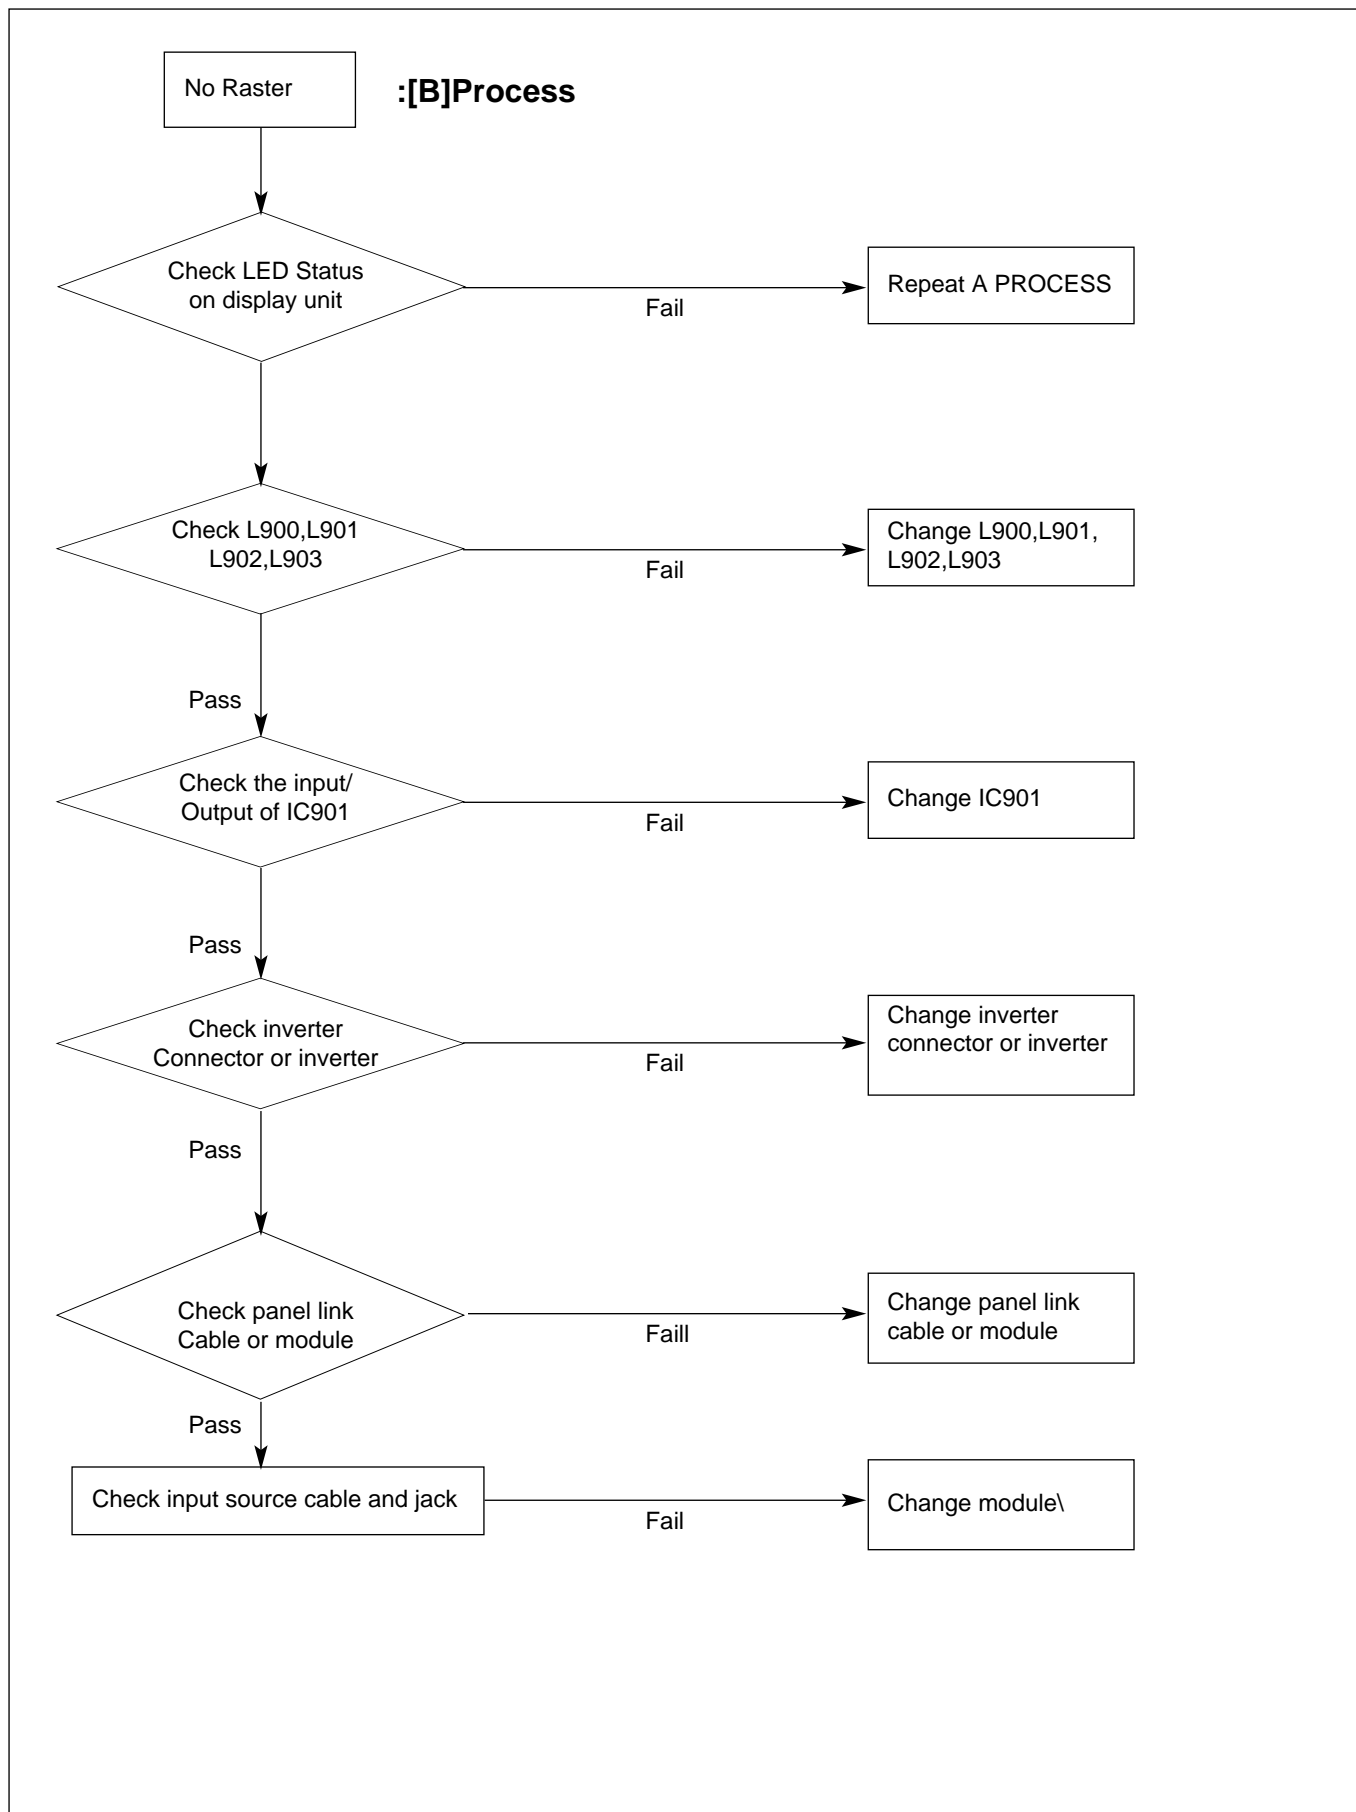 No Raster
:[B]Process
Check LED Status
on display unit
Fail
Repeat A PROCESS
Check L900,L901
L902,L903
Fail
Change L900,L901,
L902,L903
Pass
Check the input/
Output of IC901
Fail
Change IC901
Pass
Check inverter
Connector or inverter
Fail
Change inverter
connector or inverter
Pass
Check panel link
Cable or module
Faill
Change panel link
cable or module
Pass
Check input source cable and jack
Fail
Change module\